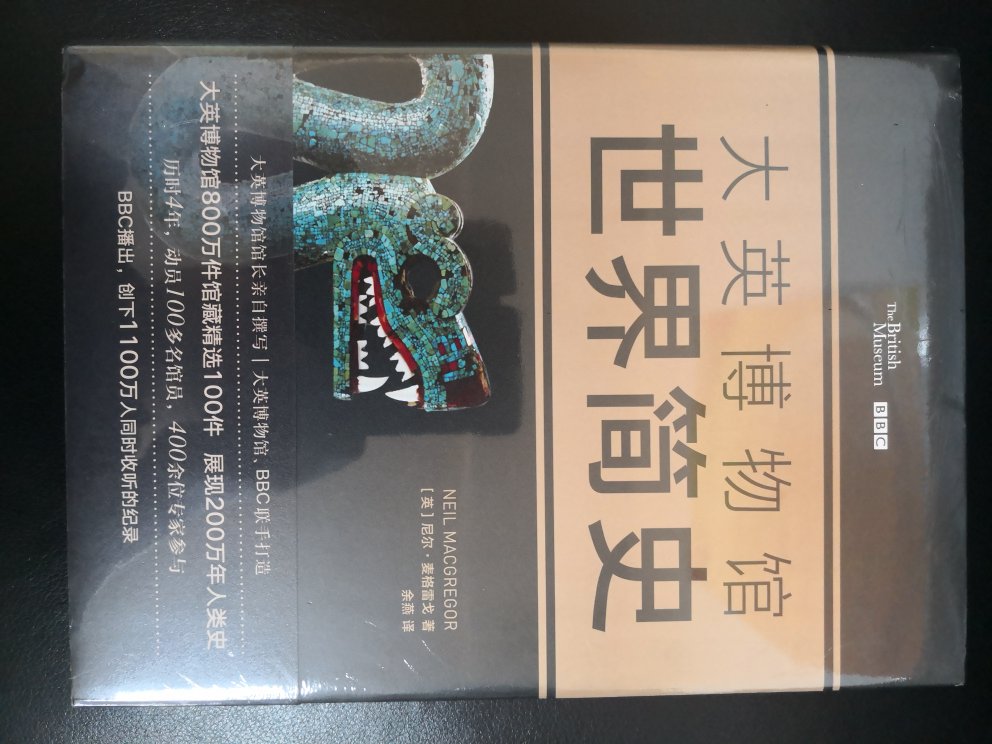 The British
Museum
BBC
大英博物馆
世界简史
NEIL MACGREGOR
[英] 尼尔·麦格雷戈 著
余燕 译
大英博物馆馆长亲自撰写 | 大英博物馆、BBC联手打造
大英博物馆800万件馆藏精选100件 展现200万年人类史
历时4年，动员100多名馆员，400余位专家参与
BBC播出，创下1100万人同时收听的纪录